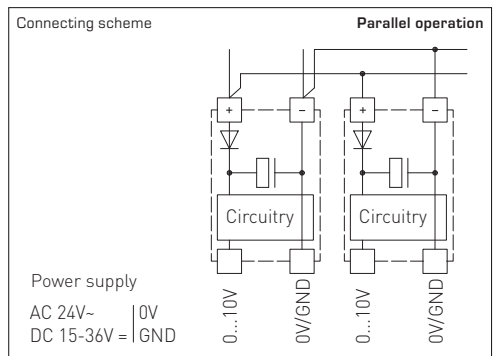 Connecting scheme
Parallel operation
+ − + −
Circuitry Circuitry
Power supply
AC 24V~ 0V
DC 15-36V = GND
0...10V
0V/GND
0...10V
0V/GND